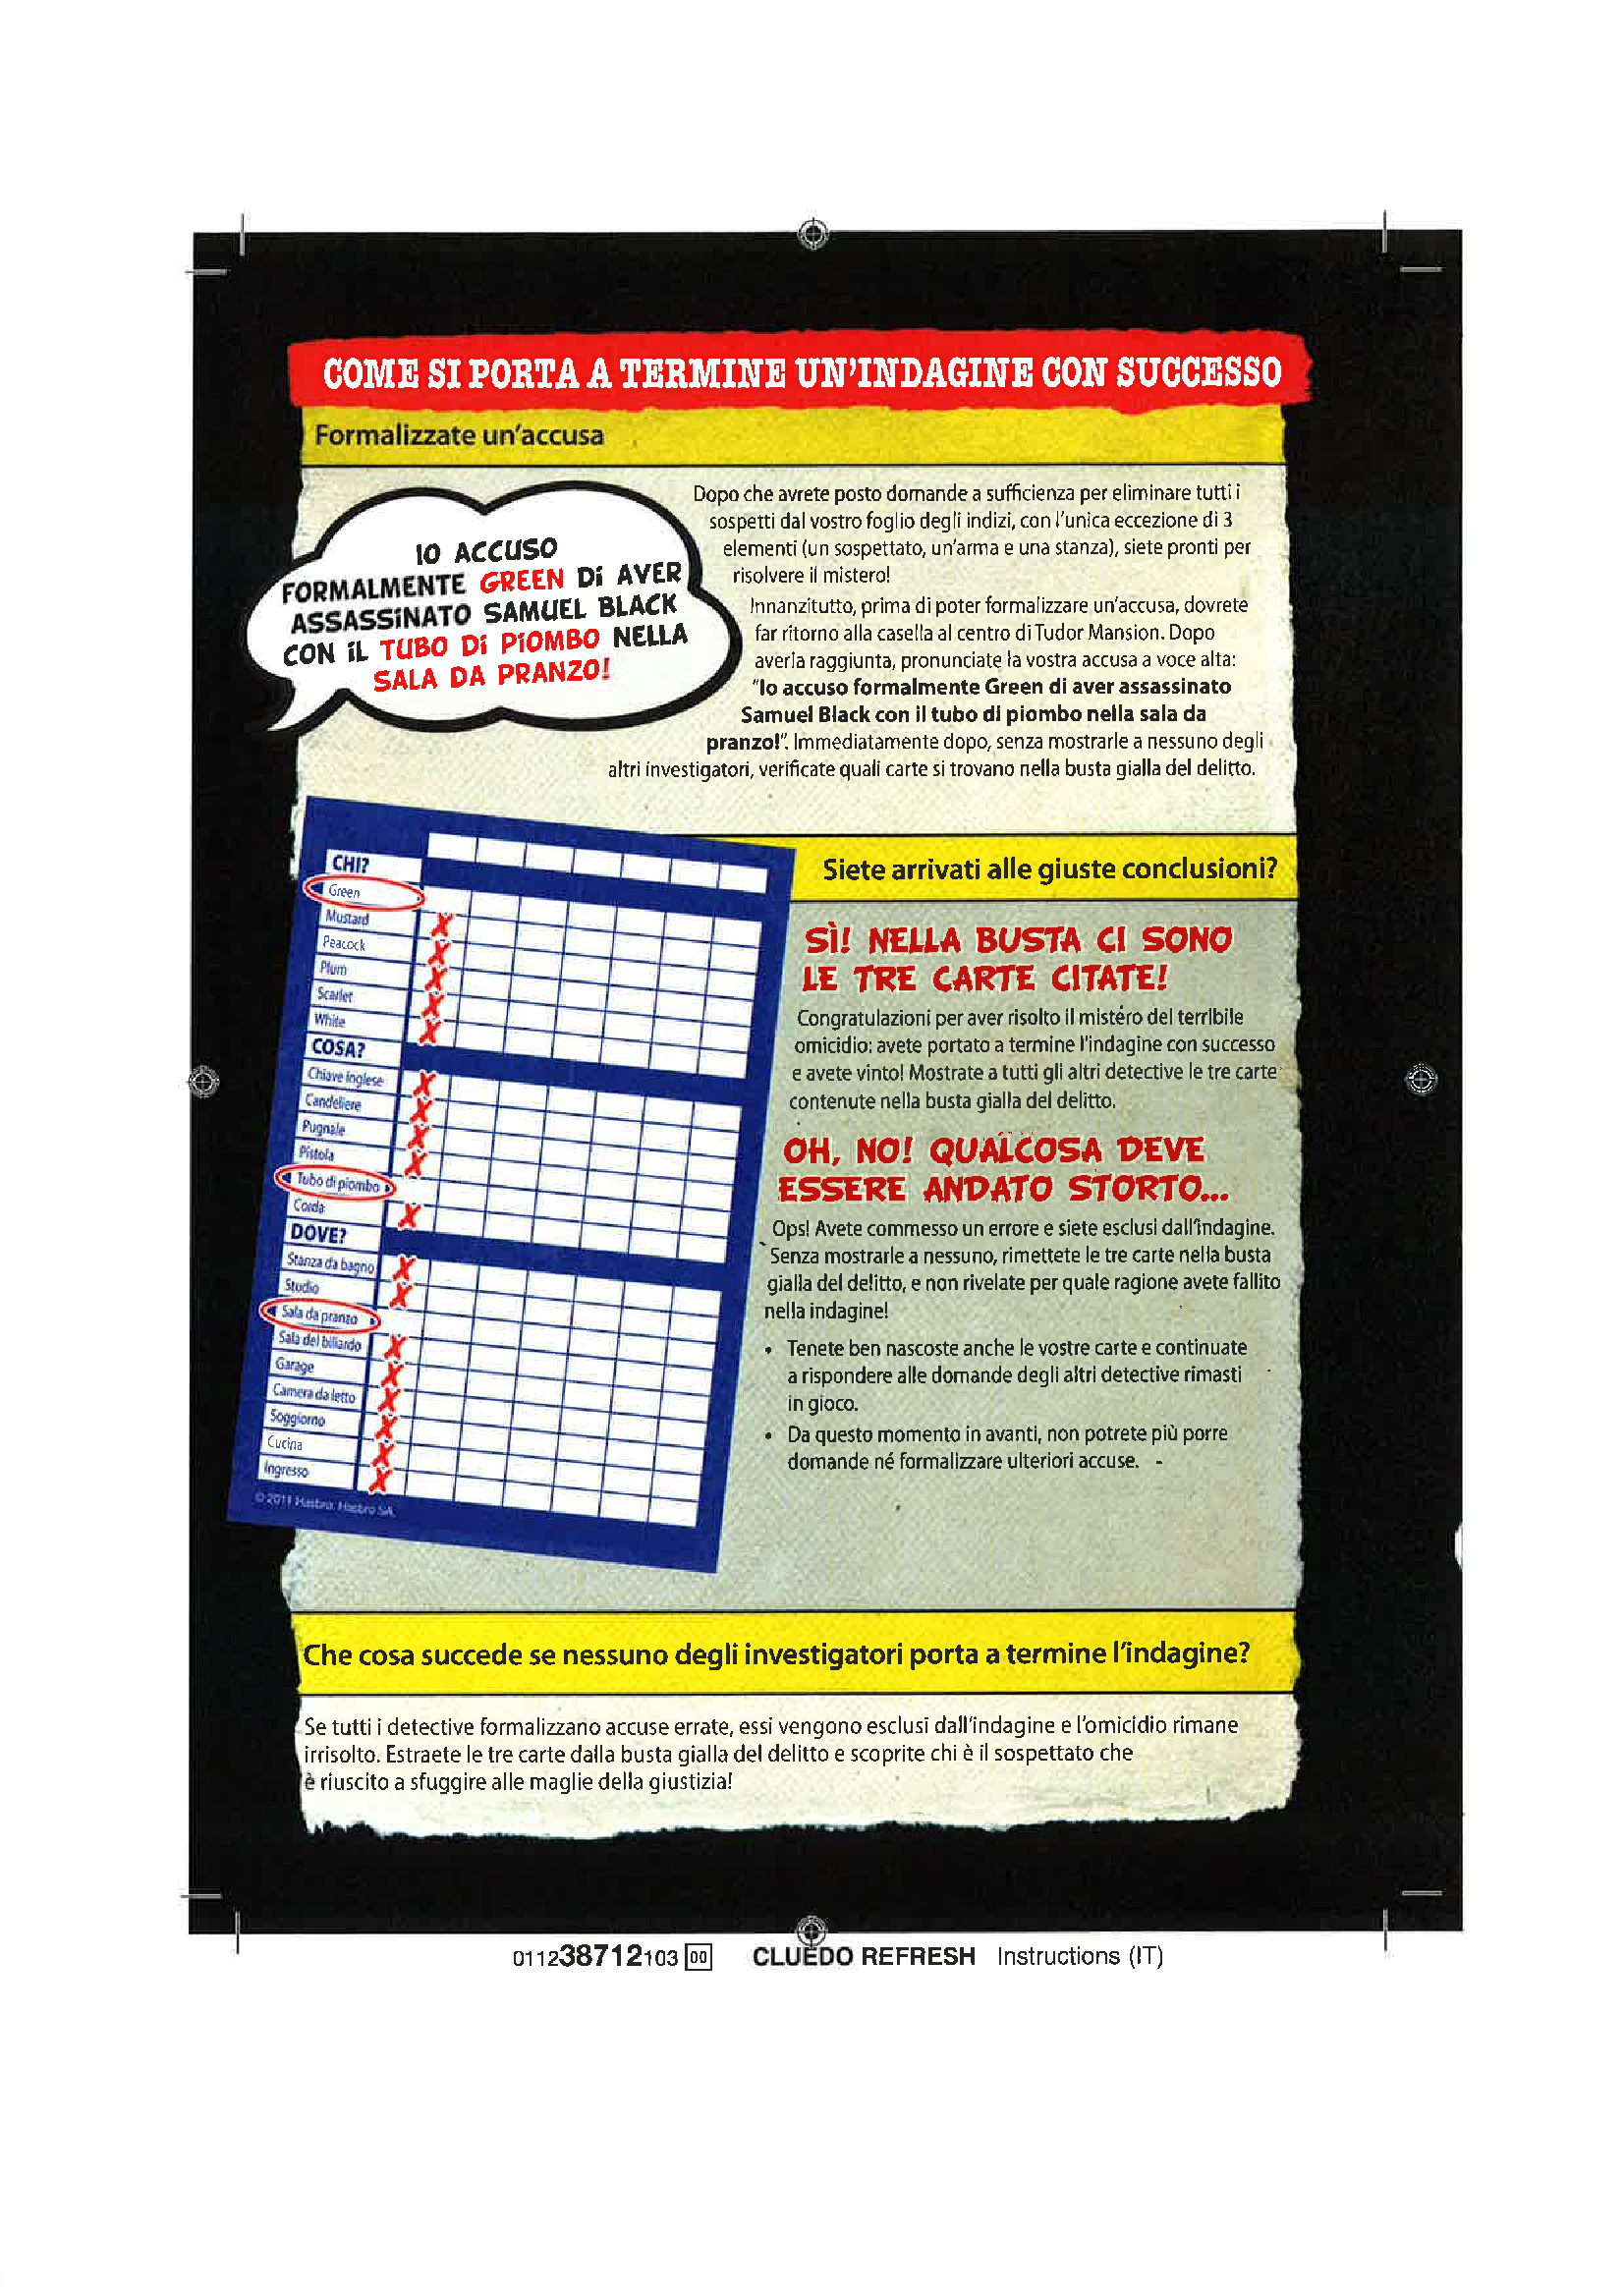 COME SI PORTA A TERMINE UN'INDAGINE CON SUCCESSO
Formalizzate un'accusa
IO ACCUSO
FORMALMENTE GREEN Di AVER
ASSASSiNATO SAMUEL BLACK
CON iL TUBO Di PiOMBO NELLA
SALA DA PRANZO!
Dopo che avrete posto domande a sufficienza per eliminare tutti i
sospetti dal vostro foglio degli indizi, con l'unica eccezione di 3
elementi (un sospettato, un'arma e una stanza), siete pronti per
risolvere il mistero!
Innanzitutto, prima di poter formalizzare un'accusa, dovrete
far ritorno alla casella al centro di Tudor Mansion. Dopo
averla raggiunta, pronunciate la vostra accusa a voce alta:
"Io accuso formalmente Green di aver assassinato
Samuel Black con il tubo di piombo nella sala da
pranzo!". Immediatamente dopo, senza mostrarle a nessuno degli
altri investigatori, verificate quali carte si trovano nella busta gialla del delitto.
CHI?
Green
Mustard
Peacock
Plum
Scarlet
White
COSA?
Chiave inglese
Candeliere
Pugnale
Pistola
Tubo di piombo
Corda
DOVE?
Stanza da bagno
Studio
Sala da pranzo
Sala del biliardo
Garage
Camera da letto
Soggiorno
Cucina
Ingresso
© 2011 Hasbro. Hasbro SA.
Siete arrivati alle giuste conclusioni?
SÌ! NELLA BUSTA CI SONO
LE TRE CARTE CITATE!
Congratulazioni per aver risolto il mistero del terribile
omicidio: avete portato a termine l'indagine con successo
e avete vinto! Mostrate a tutti gli altri detective le tre carte
contenute nella busta gialla del delitto.
OH, NO! QUALCOSA DEVE
ESSERE ANDATO STORTO...
Ops! Avete commesso un errore e siete esclusi dall'indagine.
Senza mostrarle a nessuno, rimettete le tre carte nella busta
gialla del delitto, e non rivelate per quale ragione avete fallito
nella indagine!
• Tenete ben nascoste anche le vostre carte e continuate
a rispondere alle domande degli altri detective rimasti
in gioco.
• Da questo momento in avanti, non potrete più porre
domande né formalizzare ulteriori accuse.
Che cosa succede se nessuno degli investigatori porta a termine l'indagine?
Se tutti i detective formalizzano accuse errate, essi vengono esclusi dall'indagine e l'omicidio rimane
irrisolto. Estraete le tre carte dalla busta gialla del delitto e scoprite chi è il sospettato che
è riuscito a sfuggire alle maglie della giustizia!
011238712103 00 CLUEDO REFRESH Instructions (IT)